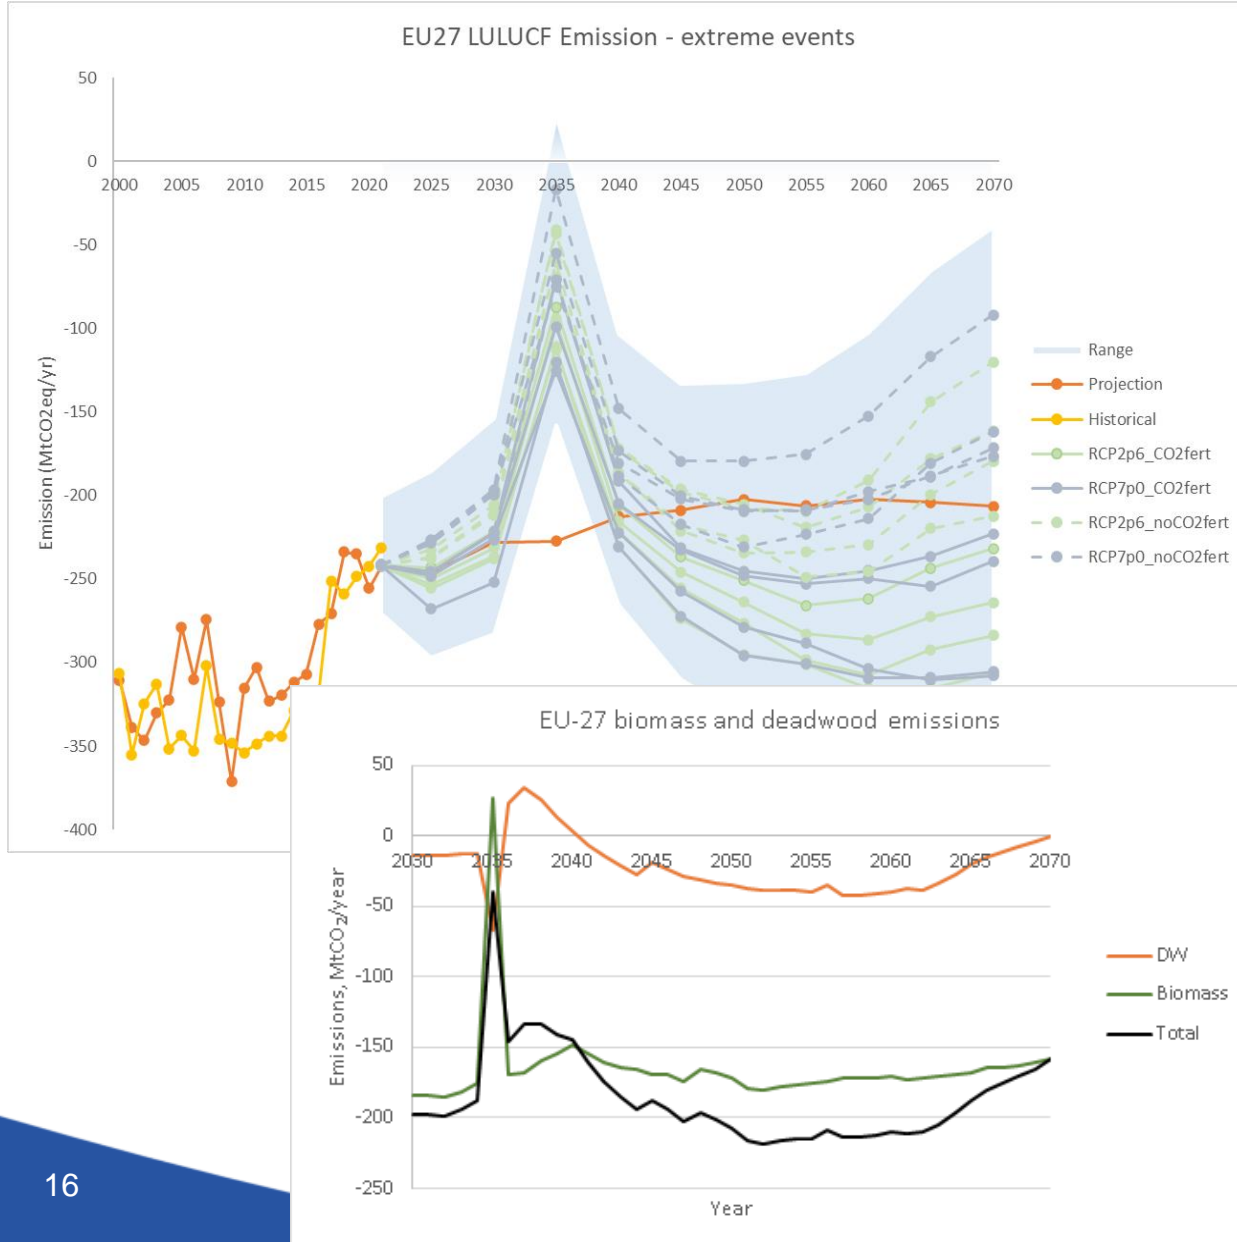 EU27 LULUCF Emission - extreme events
Emission (MtCO2eq/yr)
50
0
-50
-100
-150
-200
-250
-300
-350
-400
2000 2005 2010 2015 2020 2025 2030 2035 2040 2045 2050 2055 2060 2065 2070
Range
Projection
Historical
RCP2p6_CO2fert
RCP7p0_CO2fert
RCP2p6_noCO2fert
RCP7p0_noCO2fert
EU-27 biomass and deadwood emissions
Emissions, MtCO₂/year
50
0
-50
-100
-150
-200
-250
2030 2035 2040 2045 2050 2055 2060 2065 2070
Year
DW
Biomass
Total
16